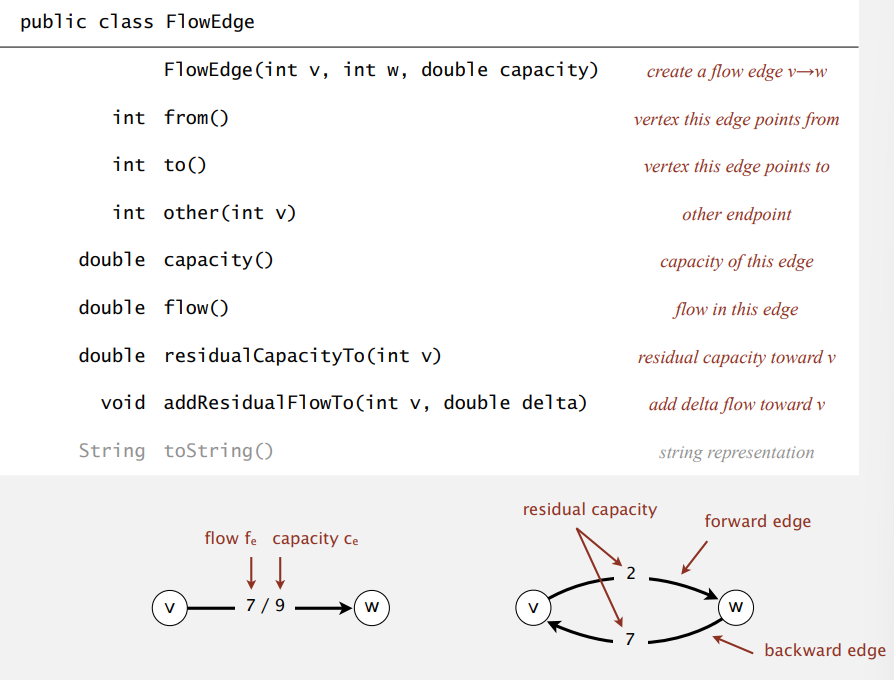 public class FlowEdge
FlowEdge(int v, int w, double capacity) create a flow edge v→w
int from() vertex this edge points from
int to() vertex this edge points to
int other(int v) other endpoint
double capacity() capacity of this edge
double flow() flow in this edge
double residualCapacityTo(int v) residual capacity toward v
void addResidualFlowTo(int v, double delta) add delta flow toward v
String toString() string representation
residual capacity
forward edge
flow fₑ capacity cₑ
2
v 7 / 9 w
v w
7
backward edge